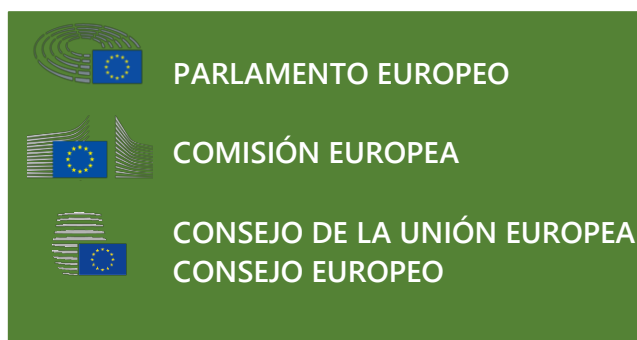 PARLAMENTO EUROPEO
COMISIÓN EUROPEA
CONSEJO DE LA UNIÓN EUROPEA
CONSEJO EUROPEO